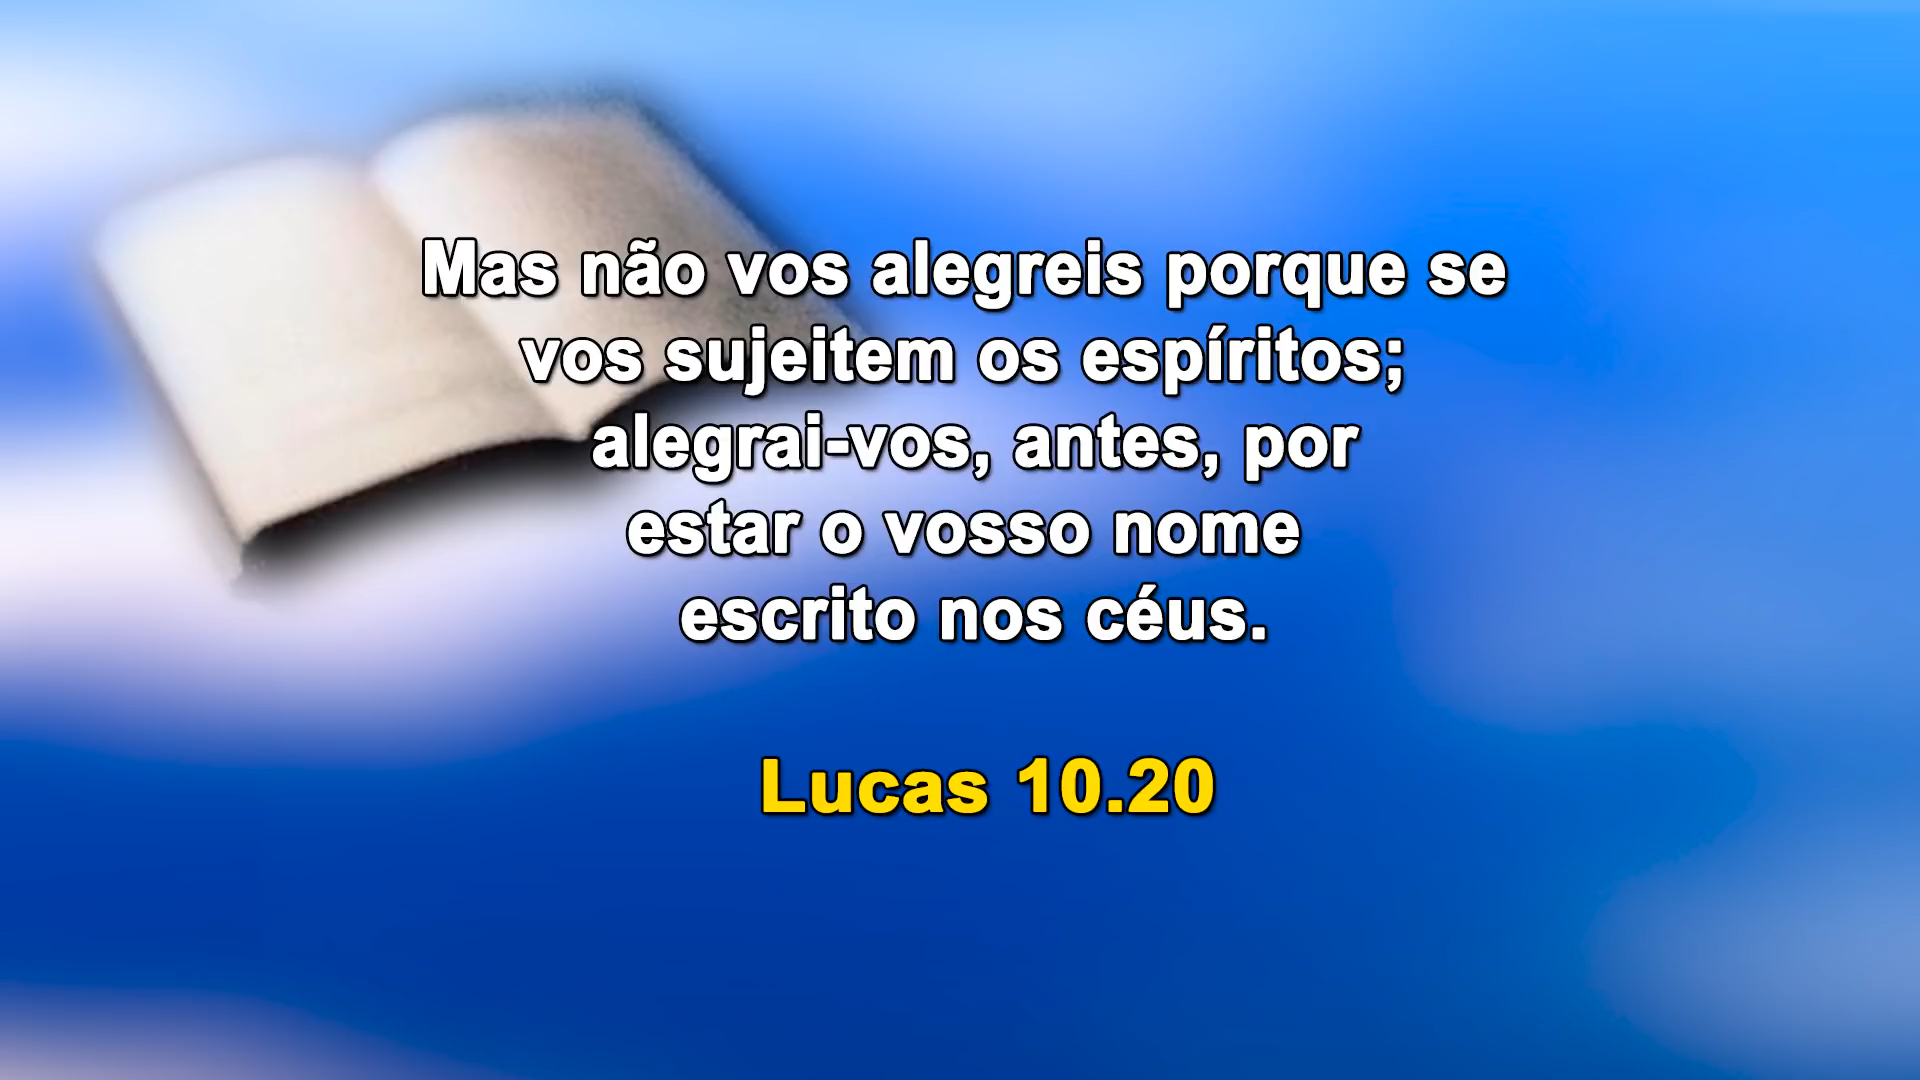 Mas não vos alegreis porque se
vos sujeitem os espíritos;
alegrai-vos, antes, por
estar o vosso nome
escrito nos céus.
Lucas 10.20